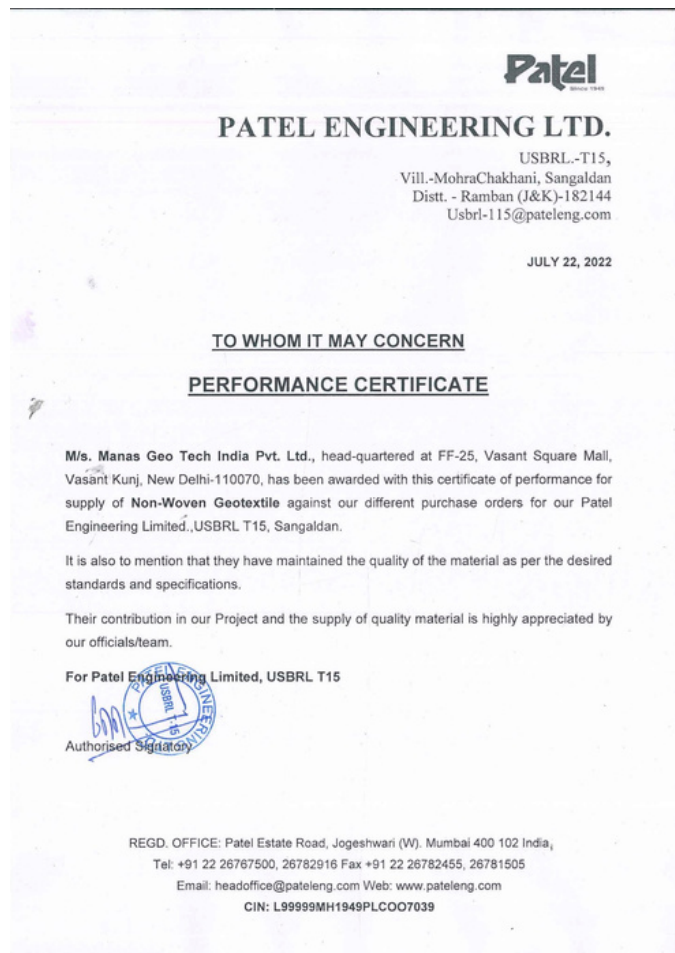 Patel
Since 1949
PATEL ENGINEERING LTD.
USBRL.-T15,
Vill.-MohraChakhani, Sangaldan
Distt. - Ramban (J&K)-182144
Usbrl-115@pateleng.com
JULY 22, 2022
TO WHOM IT MAY CONCERN
PERFORMANCE CERTIFICATE
M/s. Manas Geo Tech India Pvt. Ltd., head-quartered at FF-25, Vasant Square Mall,
Vasant Kunj, New Delhi-110070, has been awarded with this certificate of performance for
supply of Non-Woven Geotextile against our different purchase orders for our Patel
Engineering Limited.,USBRL T15, Sangaldan.
It is also to mention that they have maintained the quality of the material as per the desired
standards and specifications.
Their contribution in our Project and the supply of quality material is highly appreciated by
our officials/team.
For Patel Engineering Limited, USBRL T15
PATEL ENGINEERING LTD.
USBRL T-15
Authorised Signatory
REGD. OFFICE: Patel Estate Road, Jogeshwari (W). Mumbai 400 102 India,
Tel: +91 22 26767500, 26782916 Fax +91 22 26782455, 26781505
Email: headoffice@pateleng.com Web: www.pateleng.com
CIN: L99999MH1949PLCOO7039